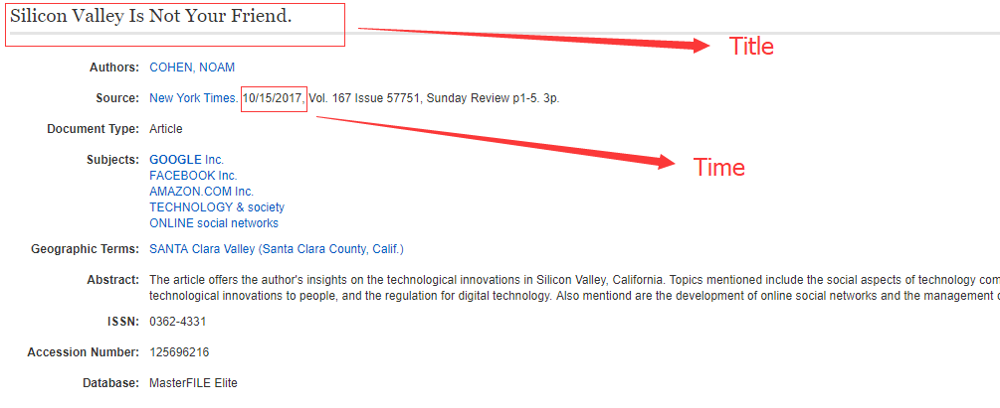 Silicon Valley Is Not Your Friend.
Title
Authors: COHEN, NOAM
Source: New York Times. 10/15/2017, Vol. 167 Issue 57751, Sunday Review p1-5. 3p.
Document Type: Article
Time
Subjects: GOOGLE Inc.
FACEBOOK Inc.
AMAZON.COM Inc.
TECHNOLOGY & society
ONLINE social networks
Geographic Terms: SANTA Clara Valley (Santa Clara County, Calif.)
Abstract: The article offers the author's insights on the technological innovations in Silicon Valley, California. Topics mentioned include the social aspects of technology com
technological innovations to people, and the regulation for digital technology. Also mentiond are the development of online social networks and the management
ISSN: 0362-4331
Accession Number: 125696216
Database: MasterFILE Elite